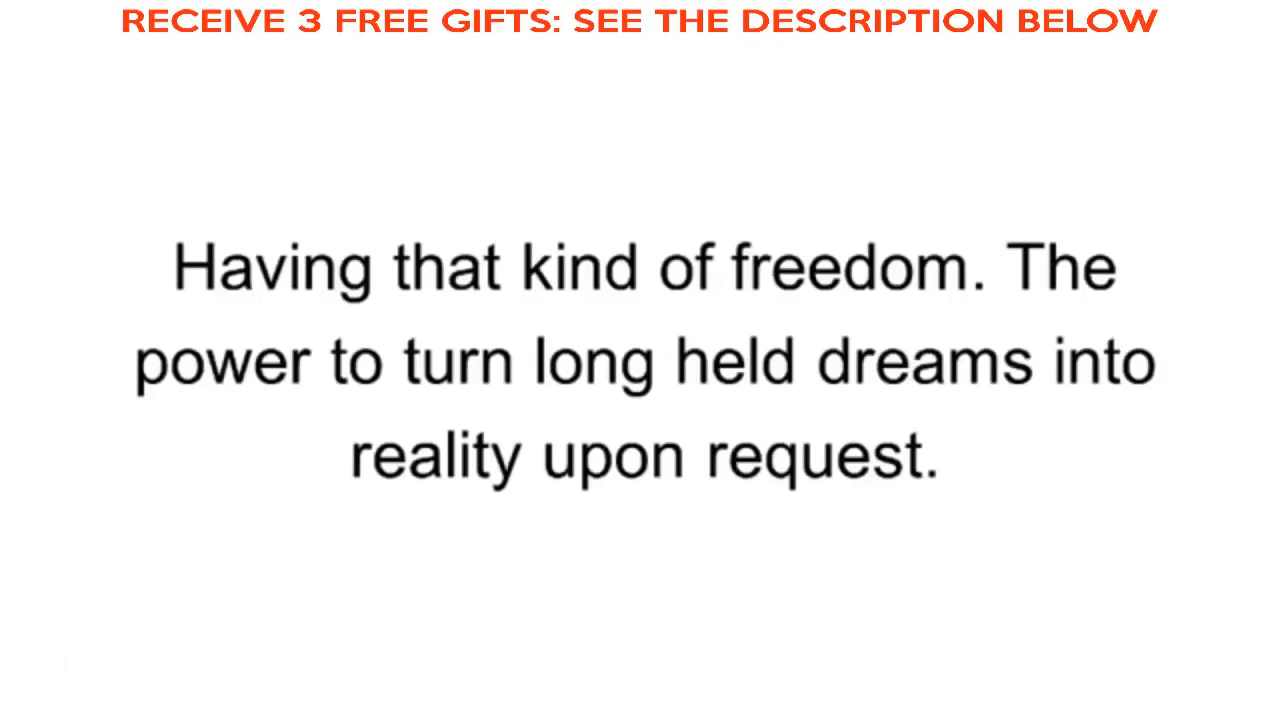 RECEIVE 3 FREE GIFTS: SEE THE DESCRIPTION BELOW
Having that kind of freedom. The
power to turn long held dreams into
reality upon request.